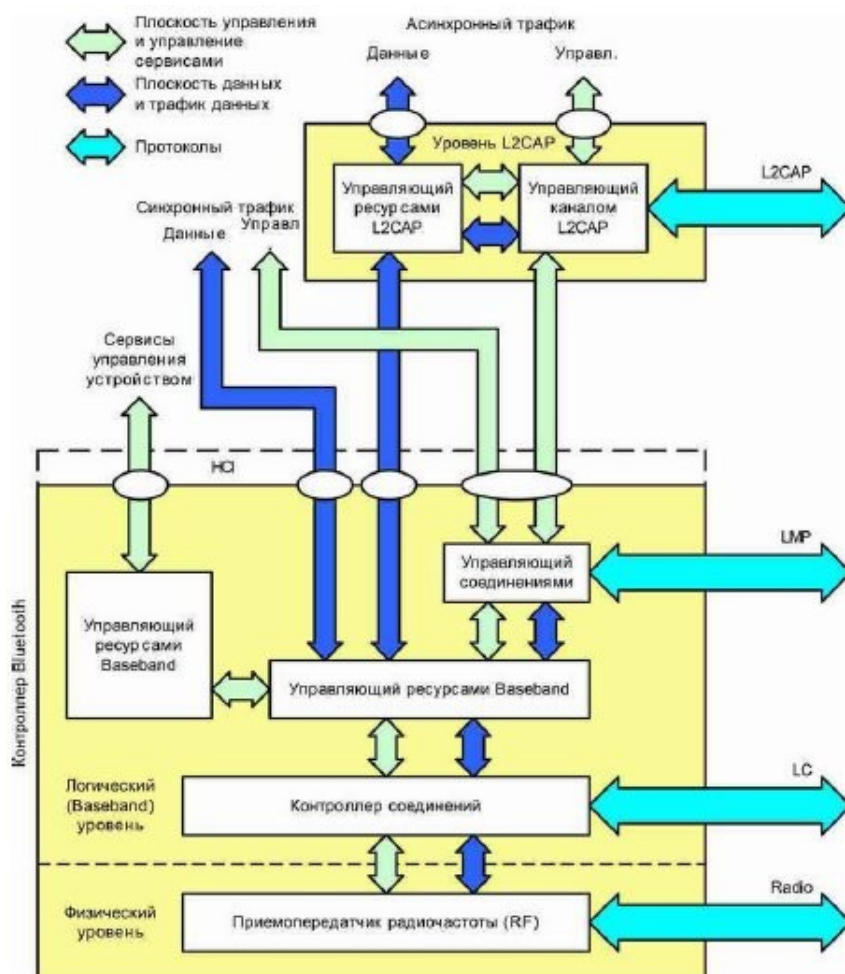 Плоскость управления
и управление
сервисами
Плоскость данных
и трафик данных
Протоколы
Асинхронный трафик
Данные
Управл.
Уровень L2CAP
Управляющий
ресурсами
L2CAP
Управляющий
каналом
L2CAP
L2CAP
Синхронный трафик
Данные
Управл
Сервисы
управления
устройством
HCI
Управляющий
соединениями
LMP
Управляющий
ресурсами
Baseband
Управляющий ресурсами Baseband
Контроллер Bluetooth
Логический
(Baseband)
уровень
Контроллер соединений
LC
Физический
уровень
Приемопередатчик радиочастоты (RF)
Radio